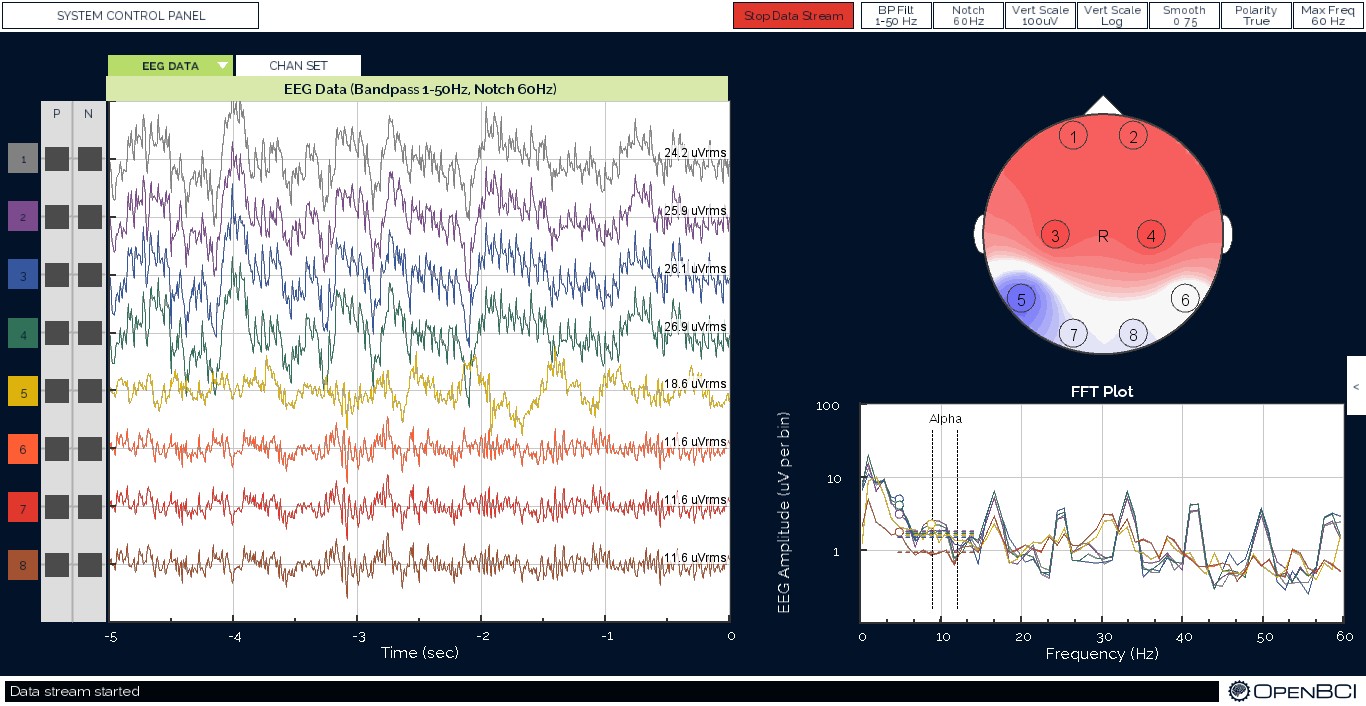 SYSTEM CONTROL PANEL
Stop Data Stream
BP Filt
1-50 Hz
Notch
60Hz
Vert Scale
100uV
Vert Scale
Log
Smooth
0.75
Polarity
True
Max Freq
60 Hz
EEG DATA
CHAN SET
EEG Data (Bandpass 1-50Hz, Notch 60Hz)
P N
1
24.2 uVrms
2
25.9 uVrms
3
26.1 uVrms
4
26.9 uVrms
5
18.6 uVrms
6
11.6 uVrms
7
11.6 uVrms
8
11.6 uVrms
-5 -4 -3 -2 -1 0
Time (sec)
1 2
3 R 4
5 6
7 8
<
FFT Plot
EEG Amplitude (uV per bin)
100
10
1
Alpha
0 10 20 30 40 50 60
Frequency (Hz)
Data stream started
OpenBCI